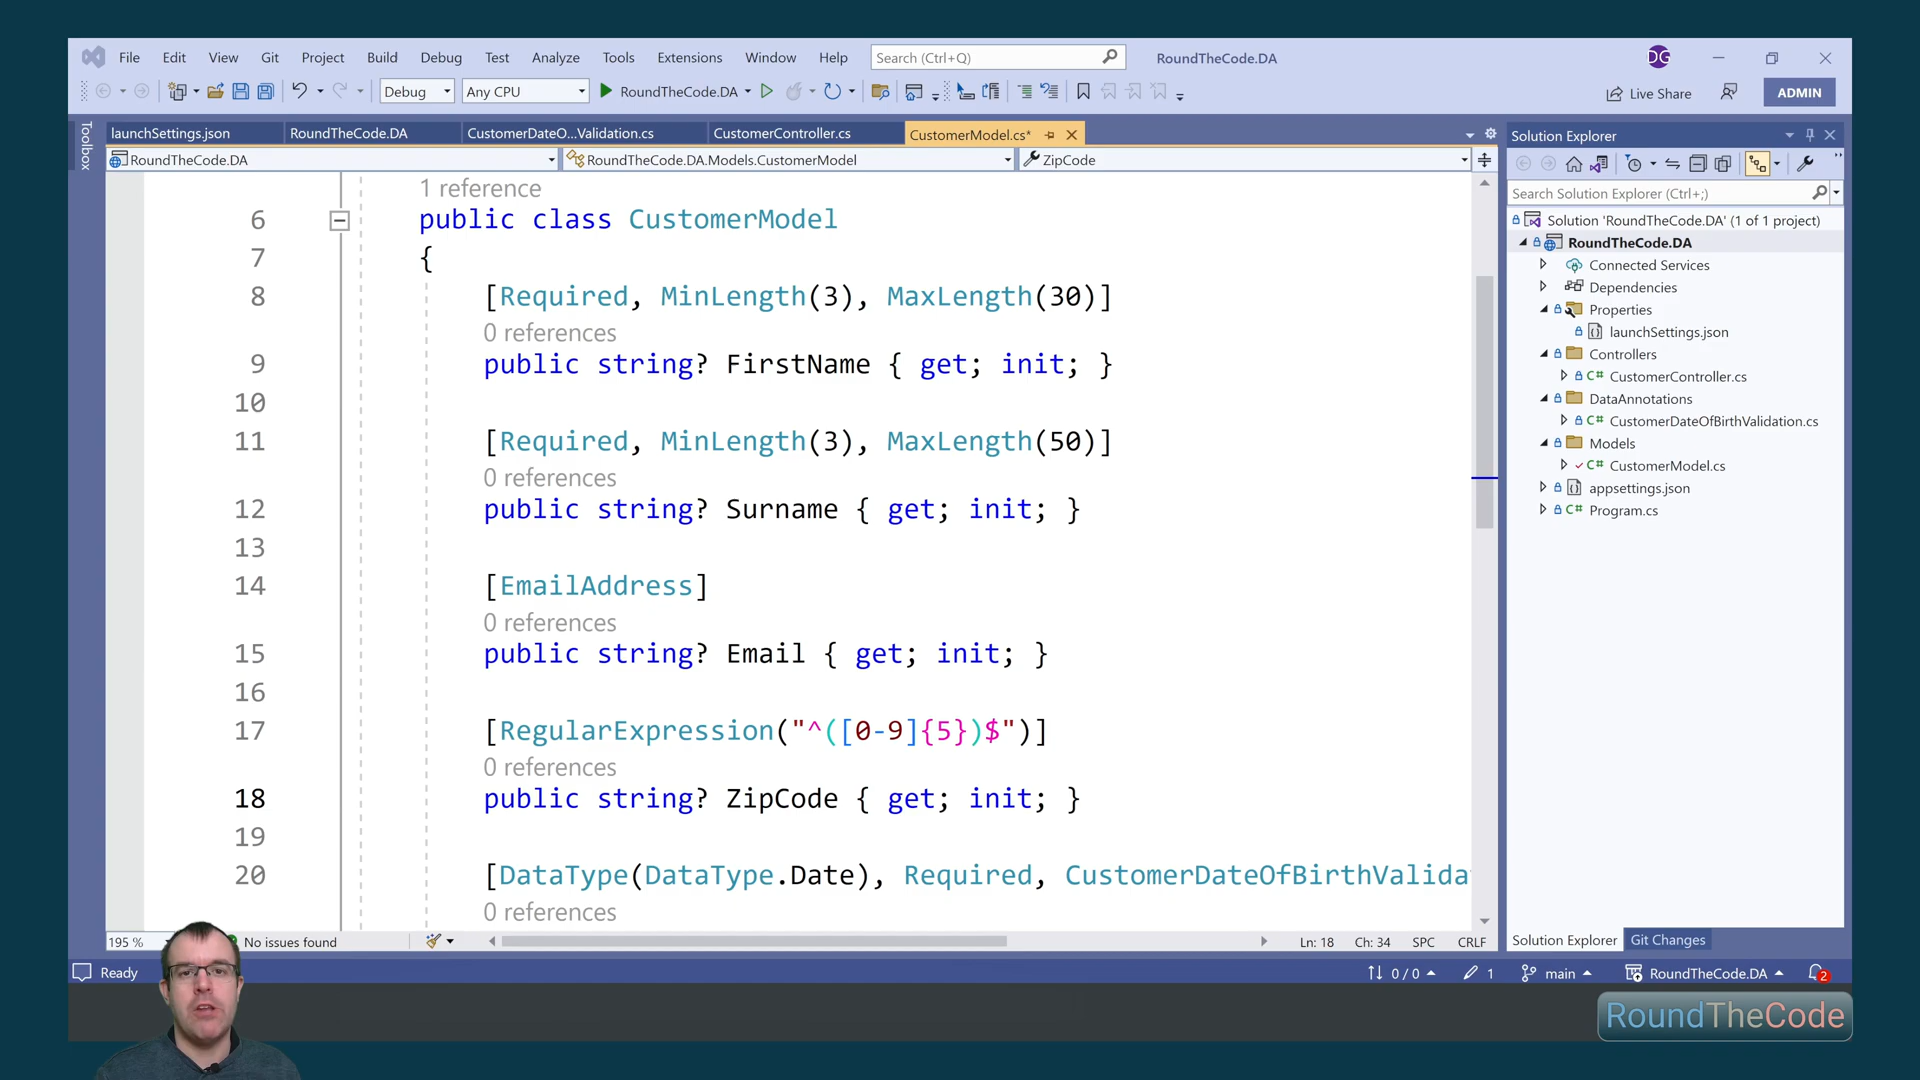 File Edit View Git Project Build Debug Test Analyze Tools Extensions Window Help Search (Ctrl+Q) RoundTheCode.DA DG
Debug Any CPU RoundTheCode.DA Live Share ADMIN
Toolbox
launchSettings.json RoundTheCode.DA CustomerDateO...Validation.cs CustomerController.cs CustomerModel.cs*
RoundTheCode.DA RoundTheCode.DA.Models.CustomerModel ZipCode
1 reference
6 public class CustomerModel
7 {
8 [Required, MinLength(3), MaxLength(30)]
0 references
9 public string? FirstName { get; init; }
10
11 [Required, MinLength(3), MaxLength(50)]
0 references
12 public string? Surname { get; init; }
13
14 [EmailAddress]
0 references
15 public string? Email { get; init; }
16
17 [RegularExpression("^([0-9]{5})$")]
0 references
18 public string? ZipCode { get; init; }
19
20 [DataType(DataType.Date), Required, CustomerDateOfBirthValida
0 references
195 % No issues found Ln: 18 Ch: 34 SPC CRLF
Solution Explorer
Search Solution Explorer (Ctrl+;)
Solution 'RoundTheCode.DA' (1 of 1 project)
RoundTheCode.DA
Connected Services
Dependencies
Properties
launchSettings.json
Controllers
C# CustomerController.cs
DataAnnotations
C# CustomerDateOfBirthValidation.cs
Models
C# CustomerModel.cs
appsettings.json
C# Program.cs
Solution Explorer Git Changes
Ready 0 / 0 1 main RoundTheCode.DA 2
RoundTheCode